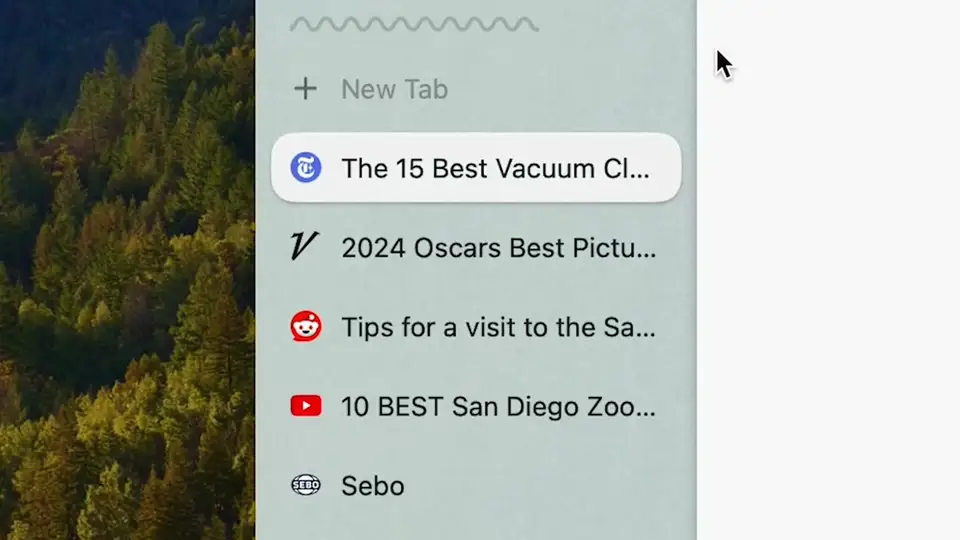 New Tab
The 15 Best Vacuum Cl...
2024 Oscars Best Pictu...
Tips for a visit to the Sa...
10 BEST San Diego Zoo...
SEBO Sebo